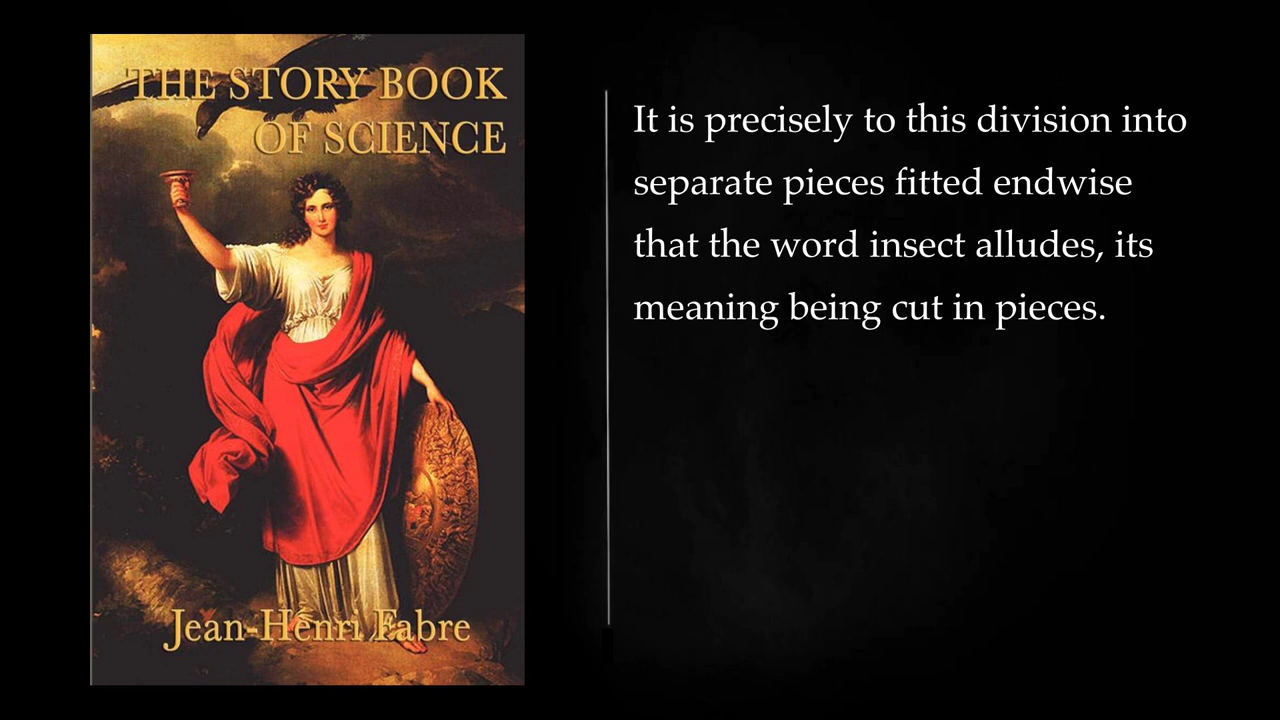 THE STORY BOOK
OF SCIENCE
Jean-Henri Fabre
It is precisely to this division into
separate pieces fitted endwise
that the word insect alludes, its
meaning being cut in pieces.